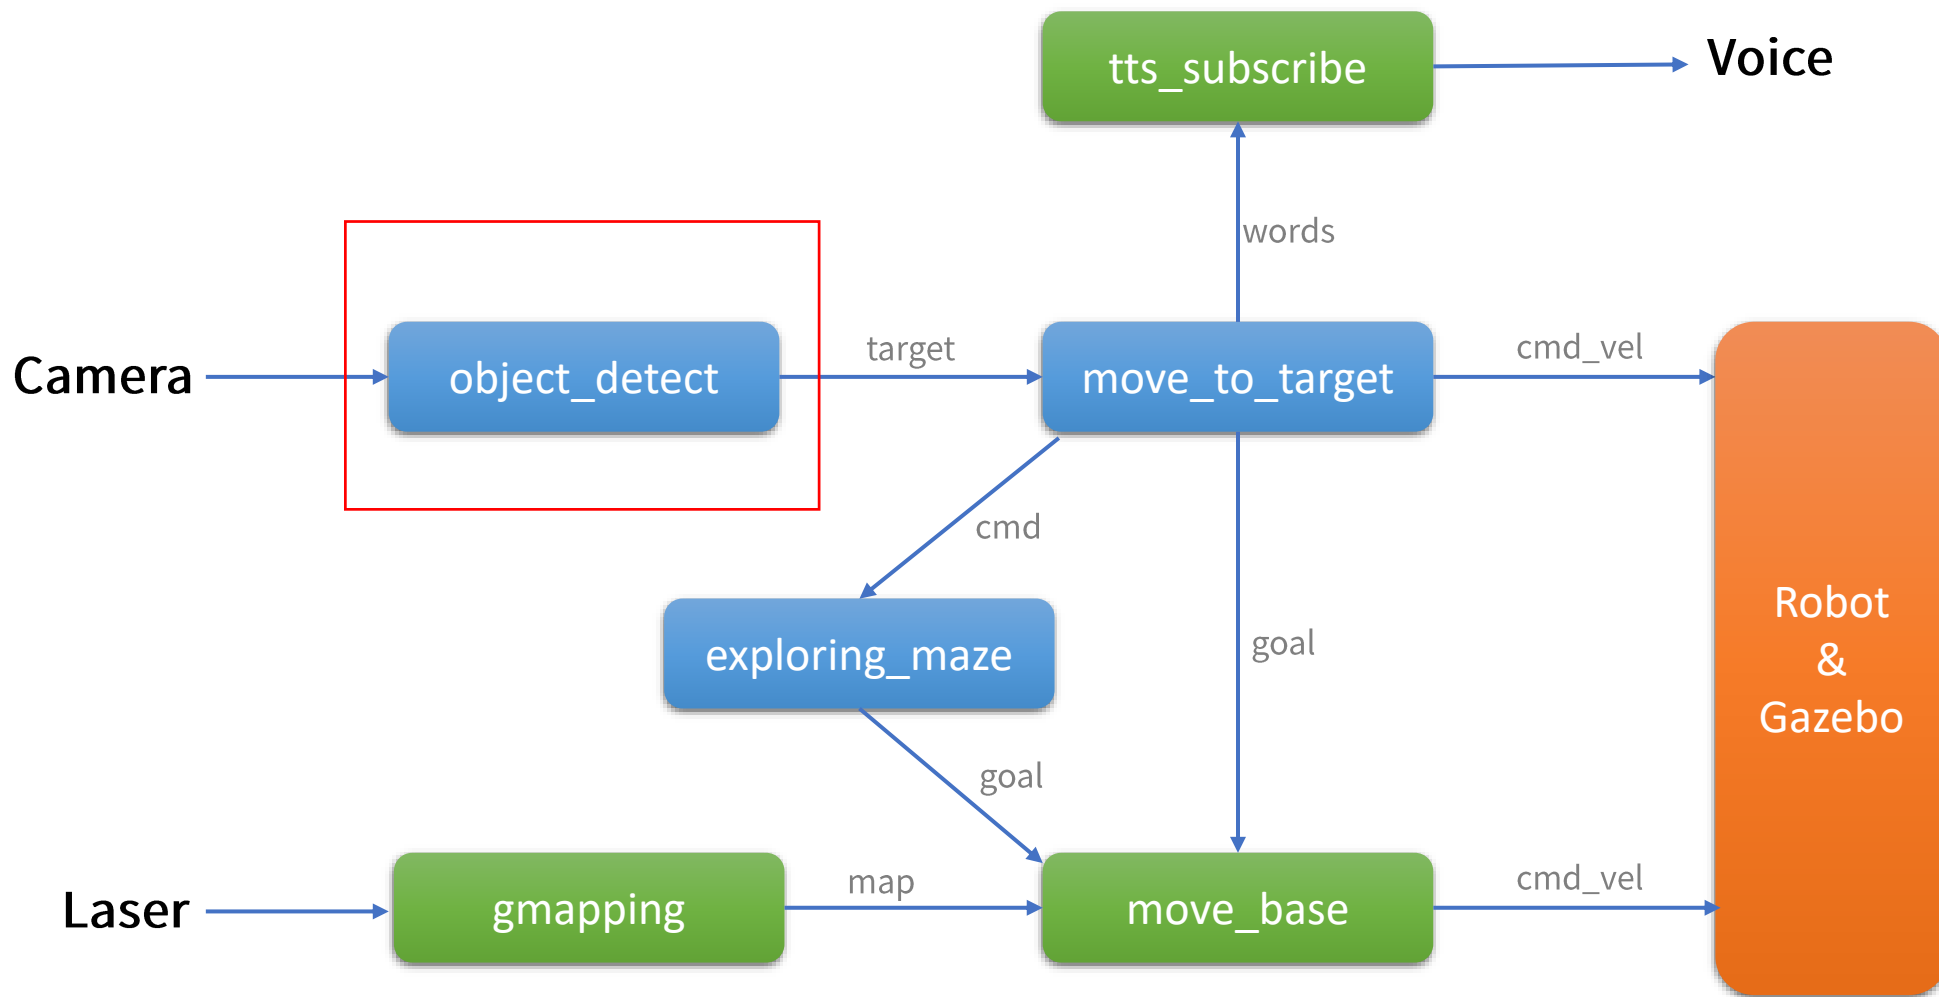 tts_subscribe
Voice
words
Camera
object_detect
target
move_to_target
cmd_vel
cmd
exploring_maze
goal
Robot
&
Gazebo
goal
Laser
gmapping
map
move_base
cmd_vel